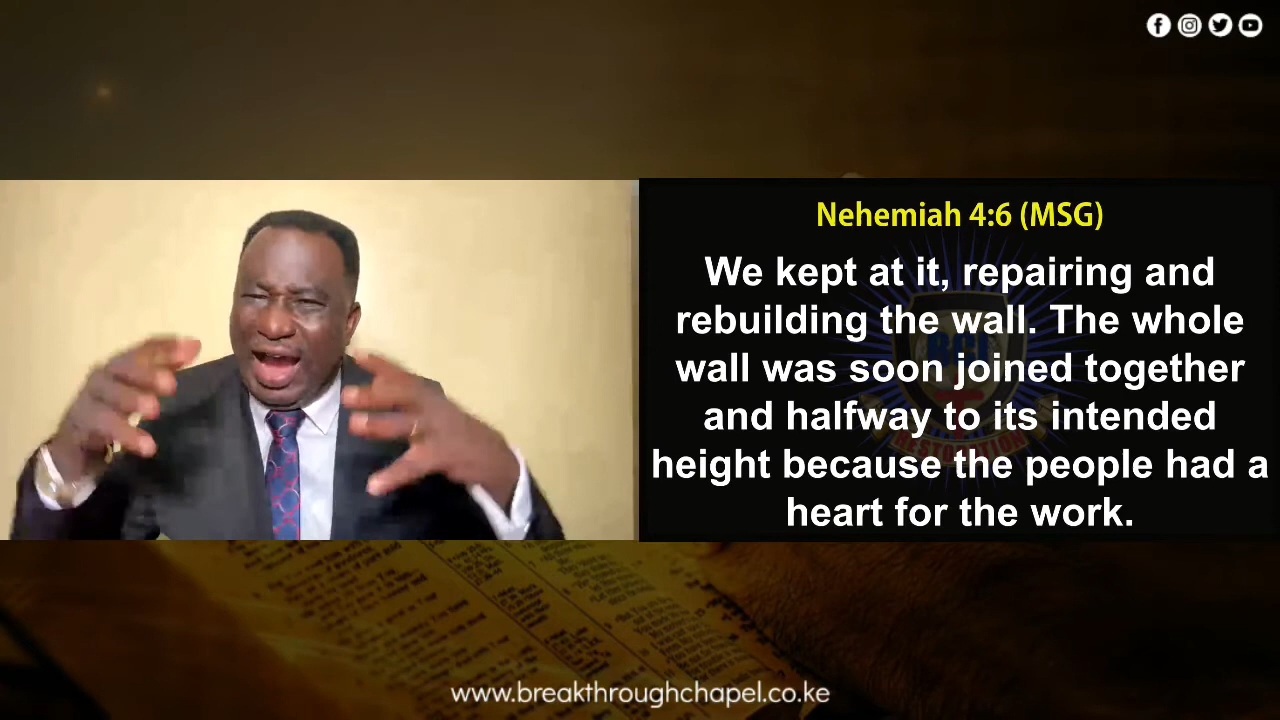 Nehemiah 4:6 (MSG)
We kept at it, repairing and
rebuilding the wall. The whole
wall was soon joined together
and halfway to its intended
height because the people had a
heart for the work.
www.breakthroughchapel.co.ke